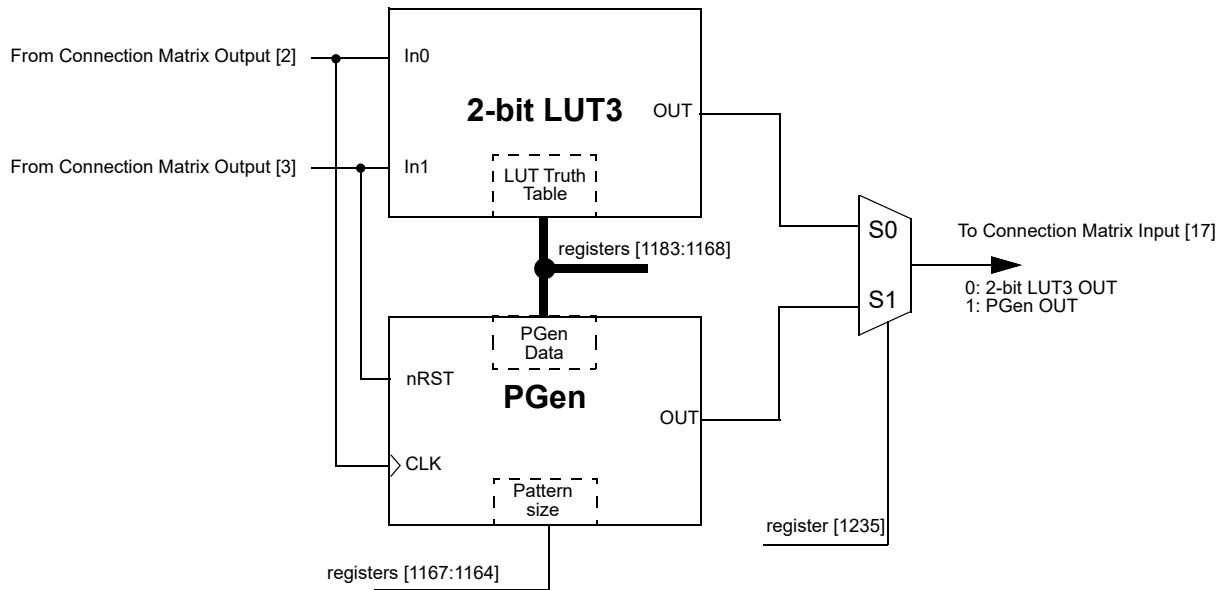 From Connection Matrix Output [2]
In0
2-bit LUT3
OUT
From Connection Matrix Output [3]
In1
LUT Truth
Table
registers [1183:1168]
S0
To Connection Matrix Input [17]
0: 2-bit LUT3 OUT
1: PGen OUT
S1
PGen
Data
nRST
PGen
OUT
CLK
Pattern
size
register [1235]
registers [1167:1164]